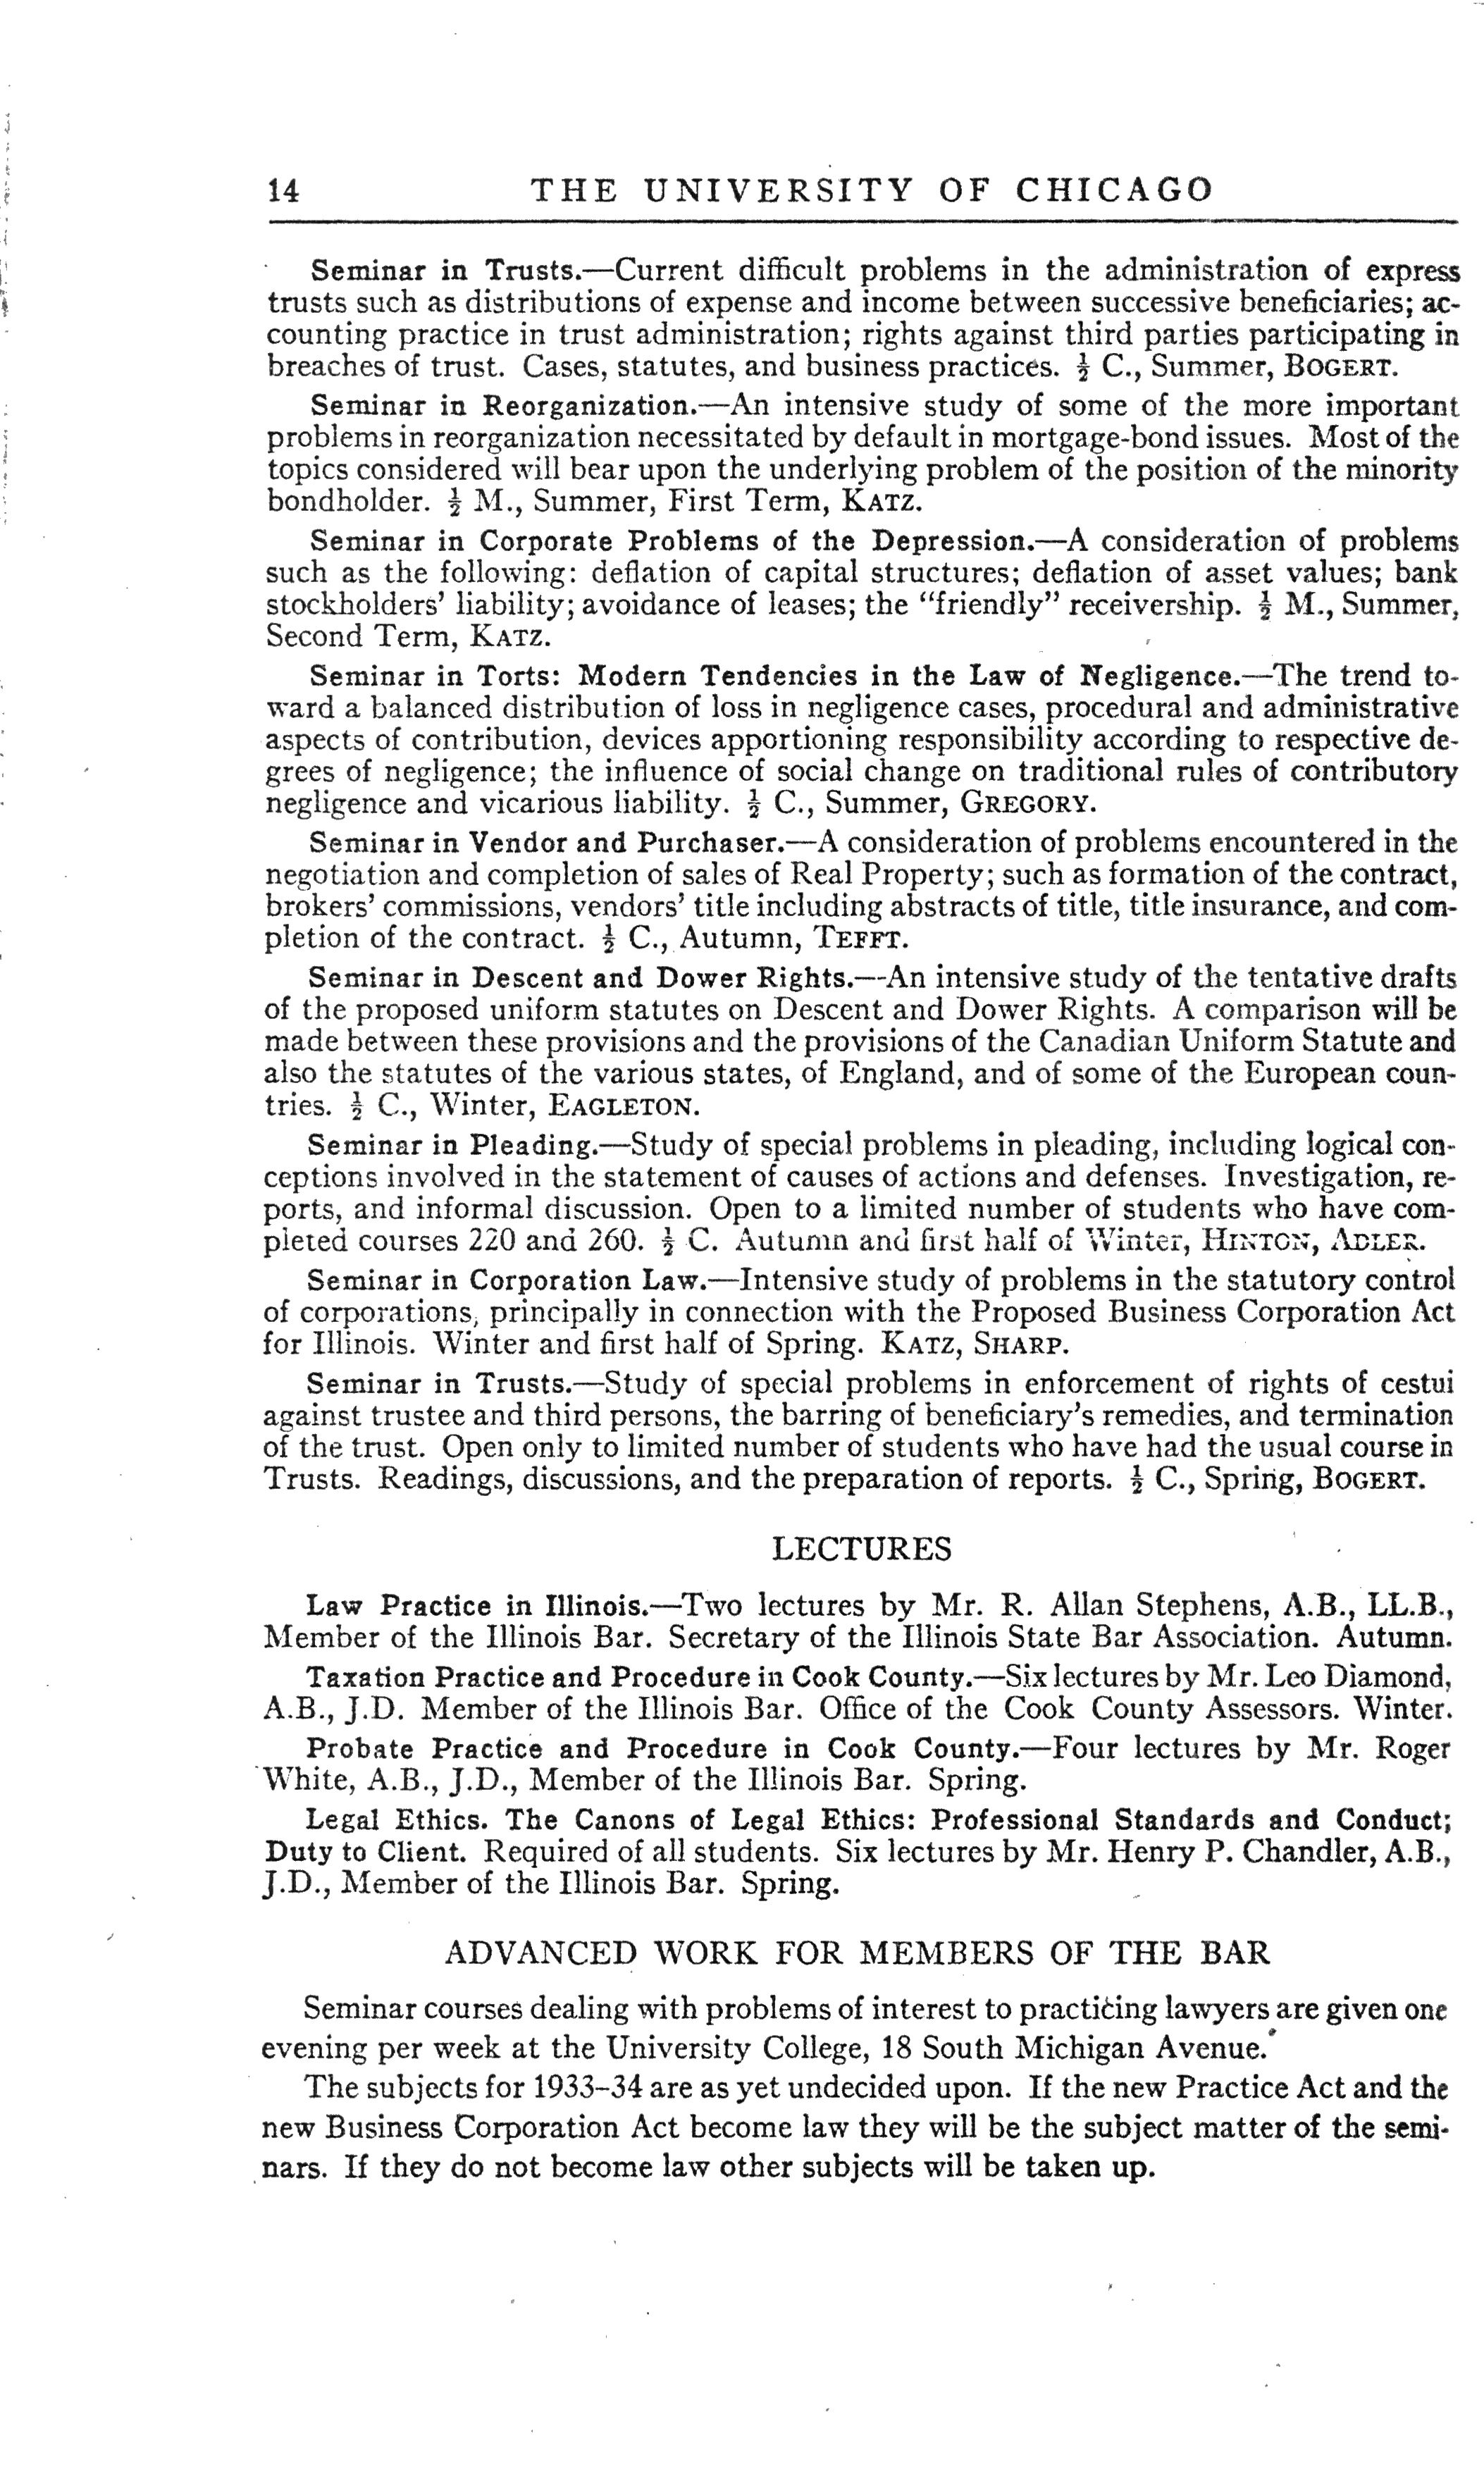 14 THE UNIVERSITY OF CHICAGO
Seminar in Trusts.—Current difficult problems in the administration of express
trusts such as distributions of expense and income between successive beneficiaries; ac-
counting practice in trust administration; rights against third parties participating in
breaches of trust. Cases, statutes, and business practices. ½ C., Summer, BOGERT.
Seminar in Reorganization.—An intensive study of some of the more important
problems in reorganization necessitated by default in mortgage-bond issues. Most of the
topics considered will bear upon the underlying problem of the position of the minority
bondholder. ½ M., Summer, First Term, KATZ.
Seminar in Corporate Problems of the Depression.—A consideration of problems
such as the following: deflation of capital structures; deflation of asset values; bank
stockholders' liability; avoidance of leases; the “friendly” receivership. ½ M., Summer,
Second Term, KATZ.
Seminar in Torts: Modern Tendencies in the Law of Negligence.—The trend to-
ward a balanced distribution of loss in negligence cases, procedural and administrative
aspects of contribution, devices apportioning responsibility according to respective de-
grees of negligence; the influence of social change on traditional rules of contributory
negligence and vicarious liability. ½ C., Summer, GREGORY.
Seminar in Vendor and Purchaser.—A consideration of problems encountered in the
negotiation and completion of sales of Real Property; such as formation of the contract,
brokers' commissions, vendors' title including abstracts of title, title insurance, and com-
pletion of the contract. ½ C., Autumn, TEFFT.
Seminar in Descent and Dower Rights.—An intensive study of the tentative drafts
of the proposed uniform statutes on Descent and Dower Rights. A comparison will be
made between these provisions and the provisions of the Canadian Uniform Statute and
also the statutes of the various states, of England, and of some of the European coun-
tries. ½ C., Winter, EAGLETON.
Seminar in Pleading.—Study of special problems in pleading, including logical con-
ceptions involved in the statement of causes of actions and defenses. Investigation, re-
ports, and informal discussion. Open to a limited number of students who have com-
pleted courses 220 and 260. ½ C. Autumn and first half of Winter, HINTON, ADLER.
Seminar in Corporation Law.—Intensive study of problems in the statutory control
of corporations, principally in connection with the Proposed Business Corporation Act
for Illinois. Winter and first half of Spring. KATZ, SHARP.
Seminar in Trusts.—Study of special problems in enforcement of rights of cestui
against trustee and third persons, the barring of beneficiary's remedies, and termination
of the trust. Open only to limited number of students who have had the usual course in
Trusts. Readings, discussions, and the preparation of reports. ½ C., Spring, BOGERT.
LECTURES
Law Practice in Illinois.—Two lectures by Mr. R. Allan Stephens, A.B., LL.B.,
Member of the Illinois Bar. Secretary of the Illinois State Bar Association. Autumn.
Taxation Practice and Procedure in Cook County.—Six lectures by Mr. Leo Diamond,
A.B., J.D. Member of the Illinois Bar. Office of the Cook County Assessors. Winter.
Probate Practice and Procedure in Cook County.—Four lectures by Mr. Roger
White, A.B., J.D., Member of the Illinois Bar. Spring.
Legal Ethics. The Canons of Legal Ethics: Professional Standards and Conduct;
Duty to Client. Required of all students. Six lectures by Mr. Henry P. Chandler, A.B.,
J.D., Member of the Illinois Bar. Spring.
ADVANCED WORK FOR MEMBERS OF THE BAR
Seminar courses dealing with problems of interest to practicing lawyers are given one
evening per week at the University College, 18 South Michigan Avenue.
The subjects for 1933–34 are as yet undecided upon. If the new Practice Act and the
new Business Corporation Act become law they will be the subject matter of the semi-
nars. If they do not become law other subjects will be taken up.